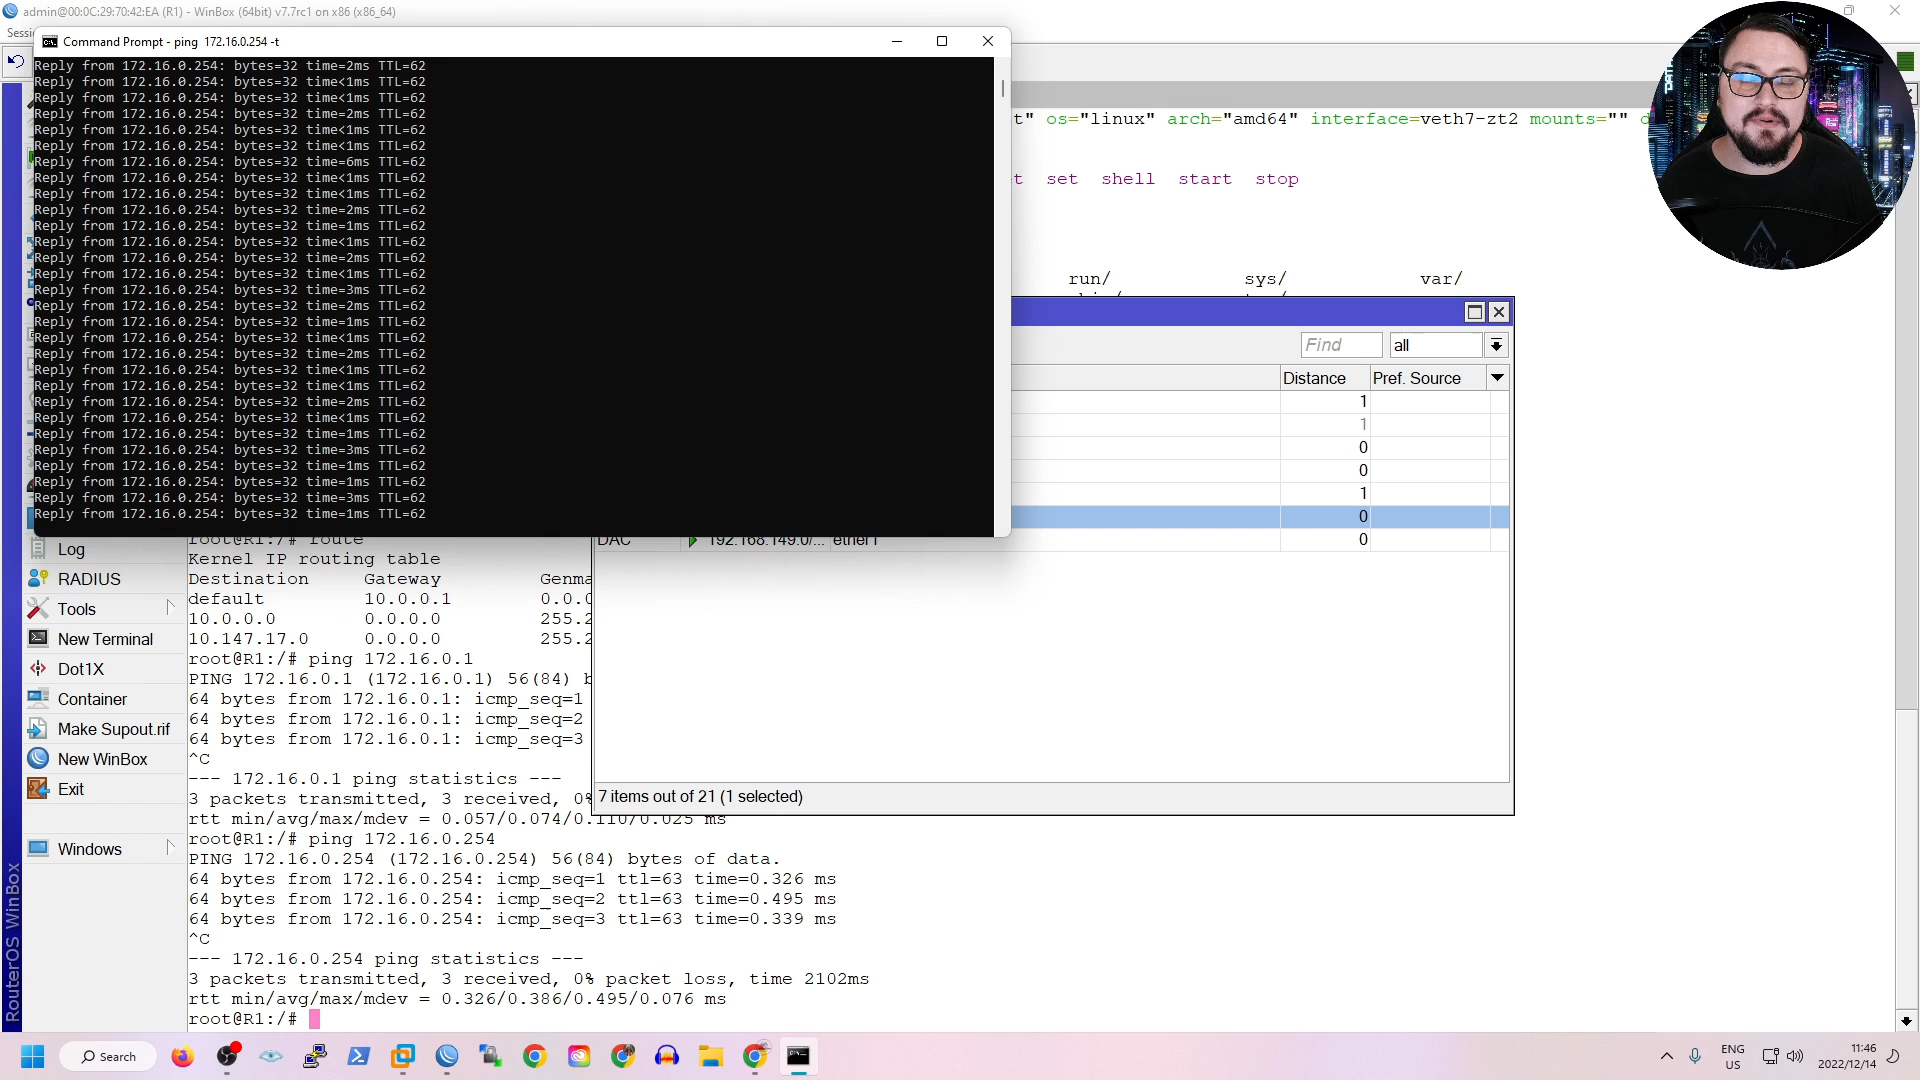 admin@00:0C:29:70:42:EA (R1) - WinBox (64bit) v7.7rc1 on x86 (x86_64)
Command Prompt - ping  172.16.0.254 -t
Reply from 172.16.0.254: bytes=32 time=2ms TTL=62
Reply from 172.16.0.254: bytes=32 time<1ms TTL=62
Reply from 172.16.0.254: bytes=32 time<1ms TTL=62
Reply from 172.16.0.254: bytes=32 time=2ms TTL=62
Reply from 172.16.0.254: bytes=32 time<1ms TTL=62
Reply from 172.16.0.254: bytes=32 time<1ms TTL=62
Reply from 172.16.0.254: bytes=32 time=6ms TTL=62
Reply from 172.16.0.254: bytes=32 time<1ms TTL=62
Reply from 172.16.0.254: bytes=32 time<1ms TTL=62
Reply from 172.16.0.254: bytes=32 time=2ms TTL=62
Reply from 172.16.0.254: bytes=32 time=1ms TTL=62
Reply from 172.16.0.254: bytes=32 time<1ms TTL=62
Reply from 172.16.0.254: bytes=32 time=2ms TTL=62
Reply from 172.16.0.254: bytes=32 time<1ms TTL=62
Reply from 172.16.0.254: bytes=32 time=3ms TTL=62
Reply from 172.16.0.254: bytes=32 time=2ms TTL=62
Reply from 172.16.0.254: bytes=32 time=1ms TTL=62
Reply from 172.16.0.254: bytes=32 time<1ms TTL=62
Reply from 172.16.0.254: bytes=32 time=2ms TTL=62
Reply from 172.16.0.254: bytes=32 time<1ms TTL=62
Reply from 172.16.0.254: bytes=32 time<1ms TTL=62
Reply from 172.16.0.254: bytes=32 time=2ms TTL=62
Reply from 172.16.0.254: bytes=32 time<1ms TTL=62
Reply from 172.16.0.254: bytes=32 time=1ms TTL=62
Reply from 172.16.0.254: bytes=32 time=3ms TTL=62
Reply from 172.16.0.254: bytes=32 time=1ms TTL=62
Reply from 172.16.0.254: bytes=32 time=1ms TTL=62
Reply from 172.16.0.254: bytes=32 time=3ms TTL=62
Reply from 172.16.0.254: bytes=32 time=1ms TTL=62
t" os="linux" arch="amd64" interface=veth7-zt2 mounts="" d
t  set  shell  start  stop
run/  sys/  var/
Find  all
Distance  Pref. Source
1
1
0
0
1
0
DAC  192.168.149.0/...  ether1  0
7 items out of 21 (1 selected)
Log
RADIUS
Tools
New Terminal
Dot1X
Container
Make Supout.rif
New WinBox
Exit
Windows
RouterOS WinBox
root@R1:/# route
Kernel IP routing table
Destination     Gateway         Genma
default         10.0.0.1        0.0.0
10.0.0.0        0.0.0.0         255.2
10.147.17.0     0.0.0.0         255.2
root@R1:/# ping 172.16.0.1
PING 172.16.0.1 (172.16.0.1) 56(84) b
64 bytes from 172.16.0.1: icmp_seq=1
64 bytes from 172.16.0.1: icmp_seq=2
64 bytes from 172.16.0.1: icmp_seq=3
^C
--- 172.16.0.1 ping statistics ---
3 packets transmitted, 3 received, 0%
rtt min/avg/max/mdev = 0.057/0.074/0.110/0.025 ms
root@R1:/# ping 172.16.0.254
PING 172.16.0.254 (172.16.0.254) 56(84) bytes of data.
64 bytes from 172.16.0.254: icmp_seq=1 ttl=63 time=0.326 ms
64 bytes from 172.16.0.254: icmp_seq=2 ttl=63 time=0.495 ms
64 bytes from 172.16.0.254: icmp_seq=3 ttl=63 time=0.339 ms
^C
--- 172.16.0.254 ping statistics ---
3 packets transmitted, 3 received, 0% packet loss, time 2102ms
rtt min/avg/max/mdev = 0.326/0.386/0.495/0.076 ms
root@R1:/#
Search
ENG
US
11:46
2022/12/14